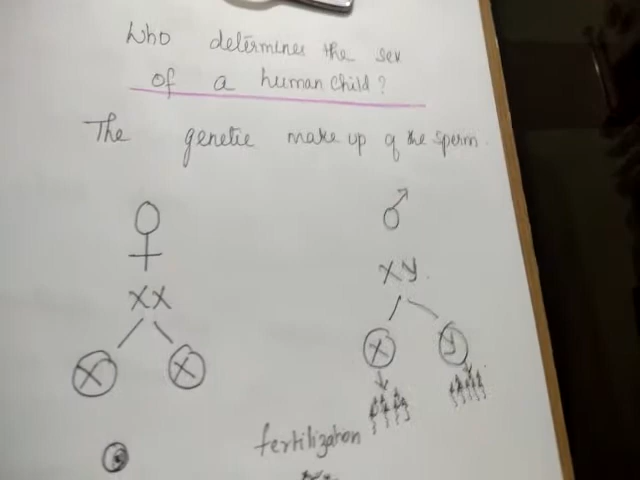 Who determines the sex
of a human child?
The genetic make up of the sperm.
♀ ♂
XX XY.
X X X Y
fertilization